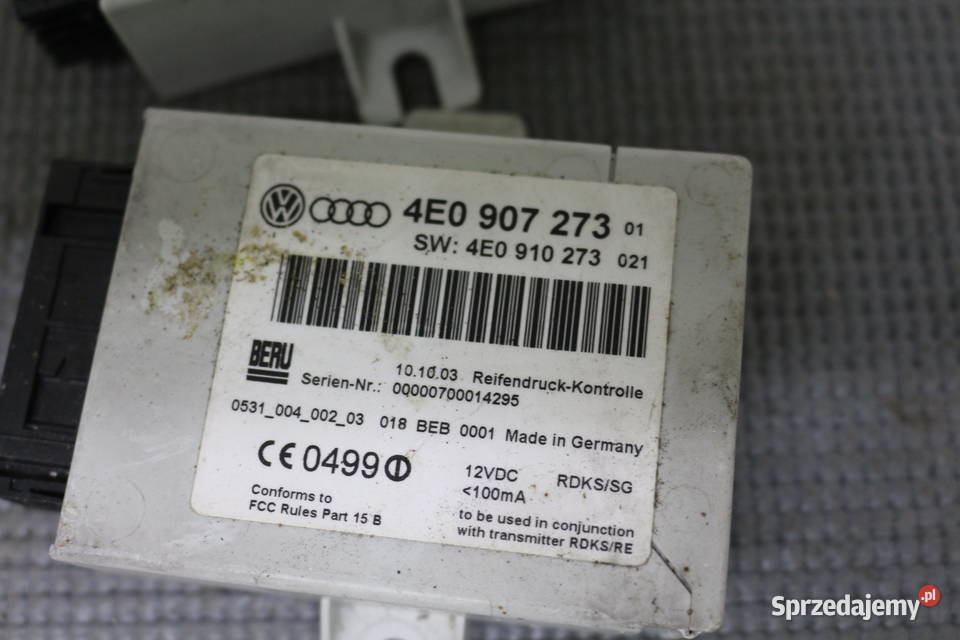 4E0 907 273 01
SW: 4E0 910 273 021
BERU
10.10.03 Reifendruck-Kontrolle
Serien-Nr.: 00000700014295
0531_004_002_03 018 BEB 0001 Made in Germany
CE 0499
12VDC RDKS/SG
<100mA
Conforms to
FCC Rules Part 15 B
to be used in conjunction
with transmitter RDKS/RE
Sprzedajemy.pl